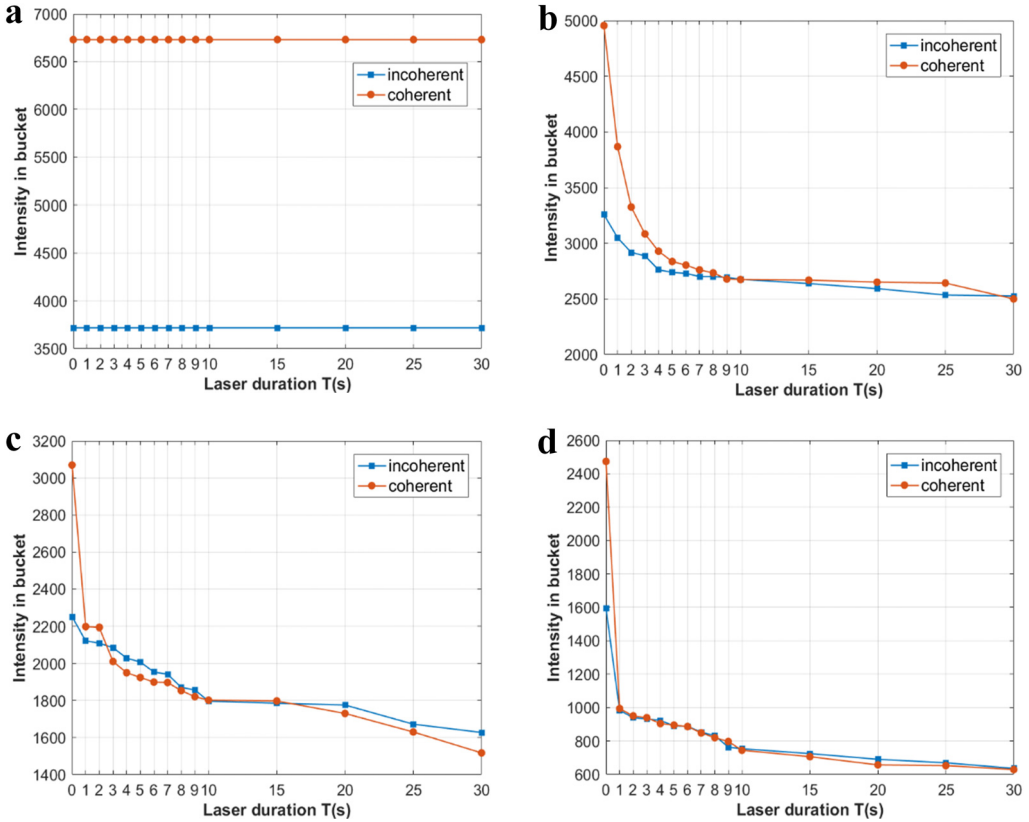 a
7000
6500
6000
5500
5000
4500
4000
3500
Intensity in bucket
incoherent
coherent
0 1 2 3 4 5 6 7 8 9 10 15 20 25 30
Laser duration T(s)
b
5000
4500
4000
3500
3000
2500
2000
Intensity in bucket
incoherent
coherent
0 1 2 3 4 5 6 7 8 9 10 15 20 25 30
Laser duration T(s)
c
3200
3000
2800
2600
2400
2200
2000
1800
1600
1400
Intensity in bucket
incoherent
coherent
0 1 2 3 4 5 6 7 8 9 10 15 20 25 30
Laser duration T(s)
d
2600
2400
2200
2000
1800
1600
1400
1200
1000
800
600
Intensity in bucket
incoherent
coherent
0 1 2 3 4 5 6 7 8 9 10 15 20 25 30
Laser duration T(s)